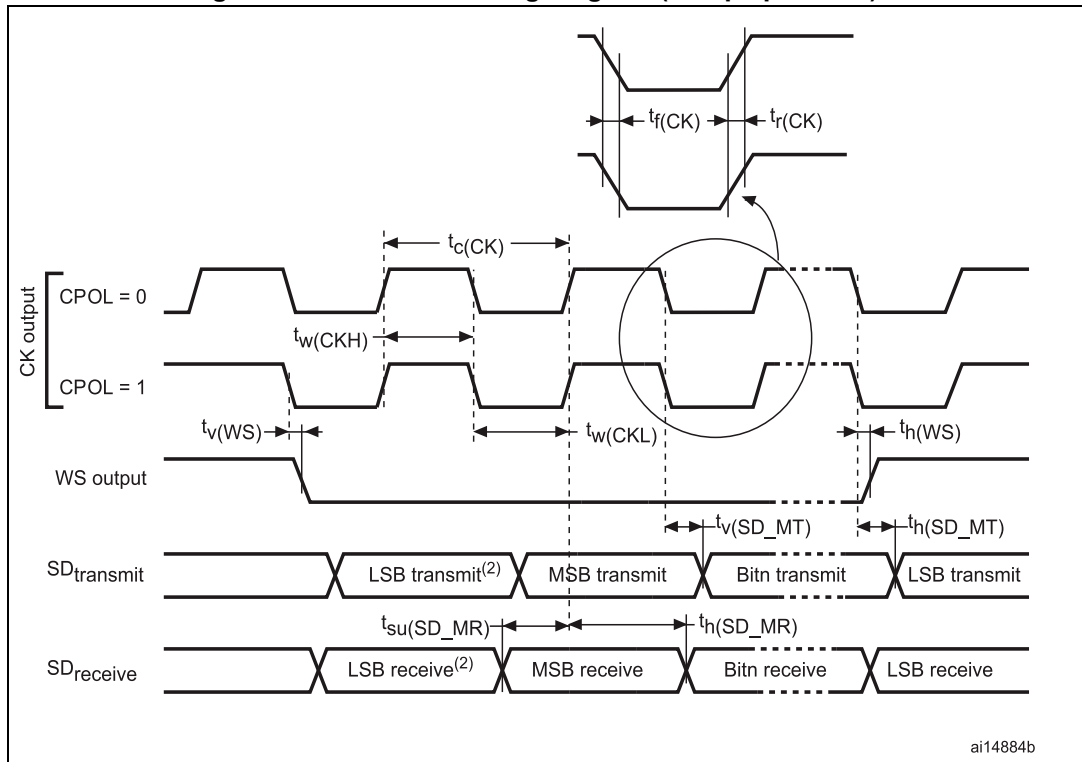 tf(CK)
tr(CK)
tc(CK)
CK output
CPOL = 0
tw(CKH)
CPOL = 1
tv(WS)
tw(CKL)
th(WS)
WS output
tv(SD_MT)
th(SD_MT)
SDtransmit
LSB transmit(2)
MSB transmit
Bitn transmit
LSB transmit
tsu(SD_MR)
th(SD_MR)
SDreceive
LSB receive(2)
MSB receive
Bitn receive
LSB receive
ai14884b